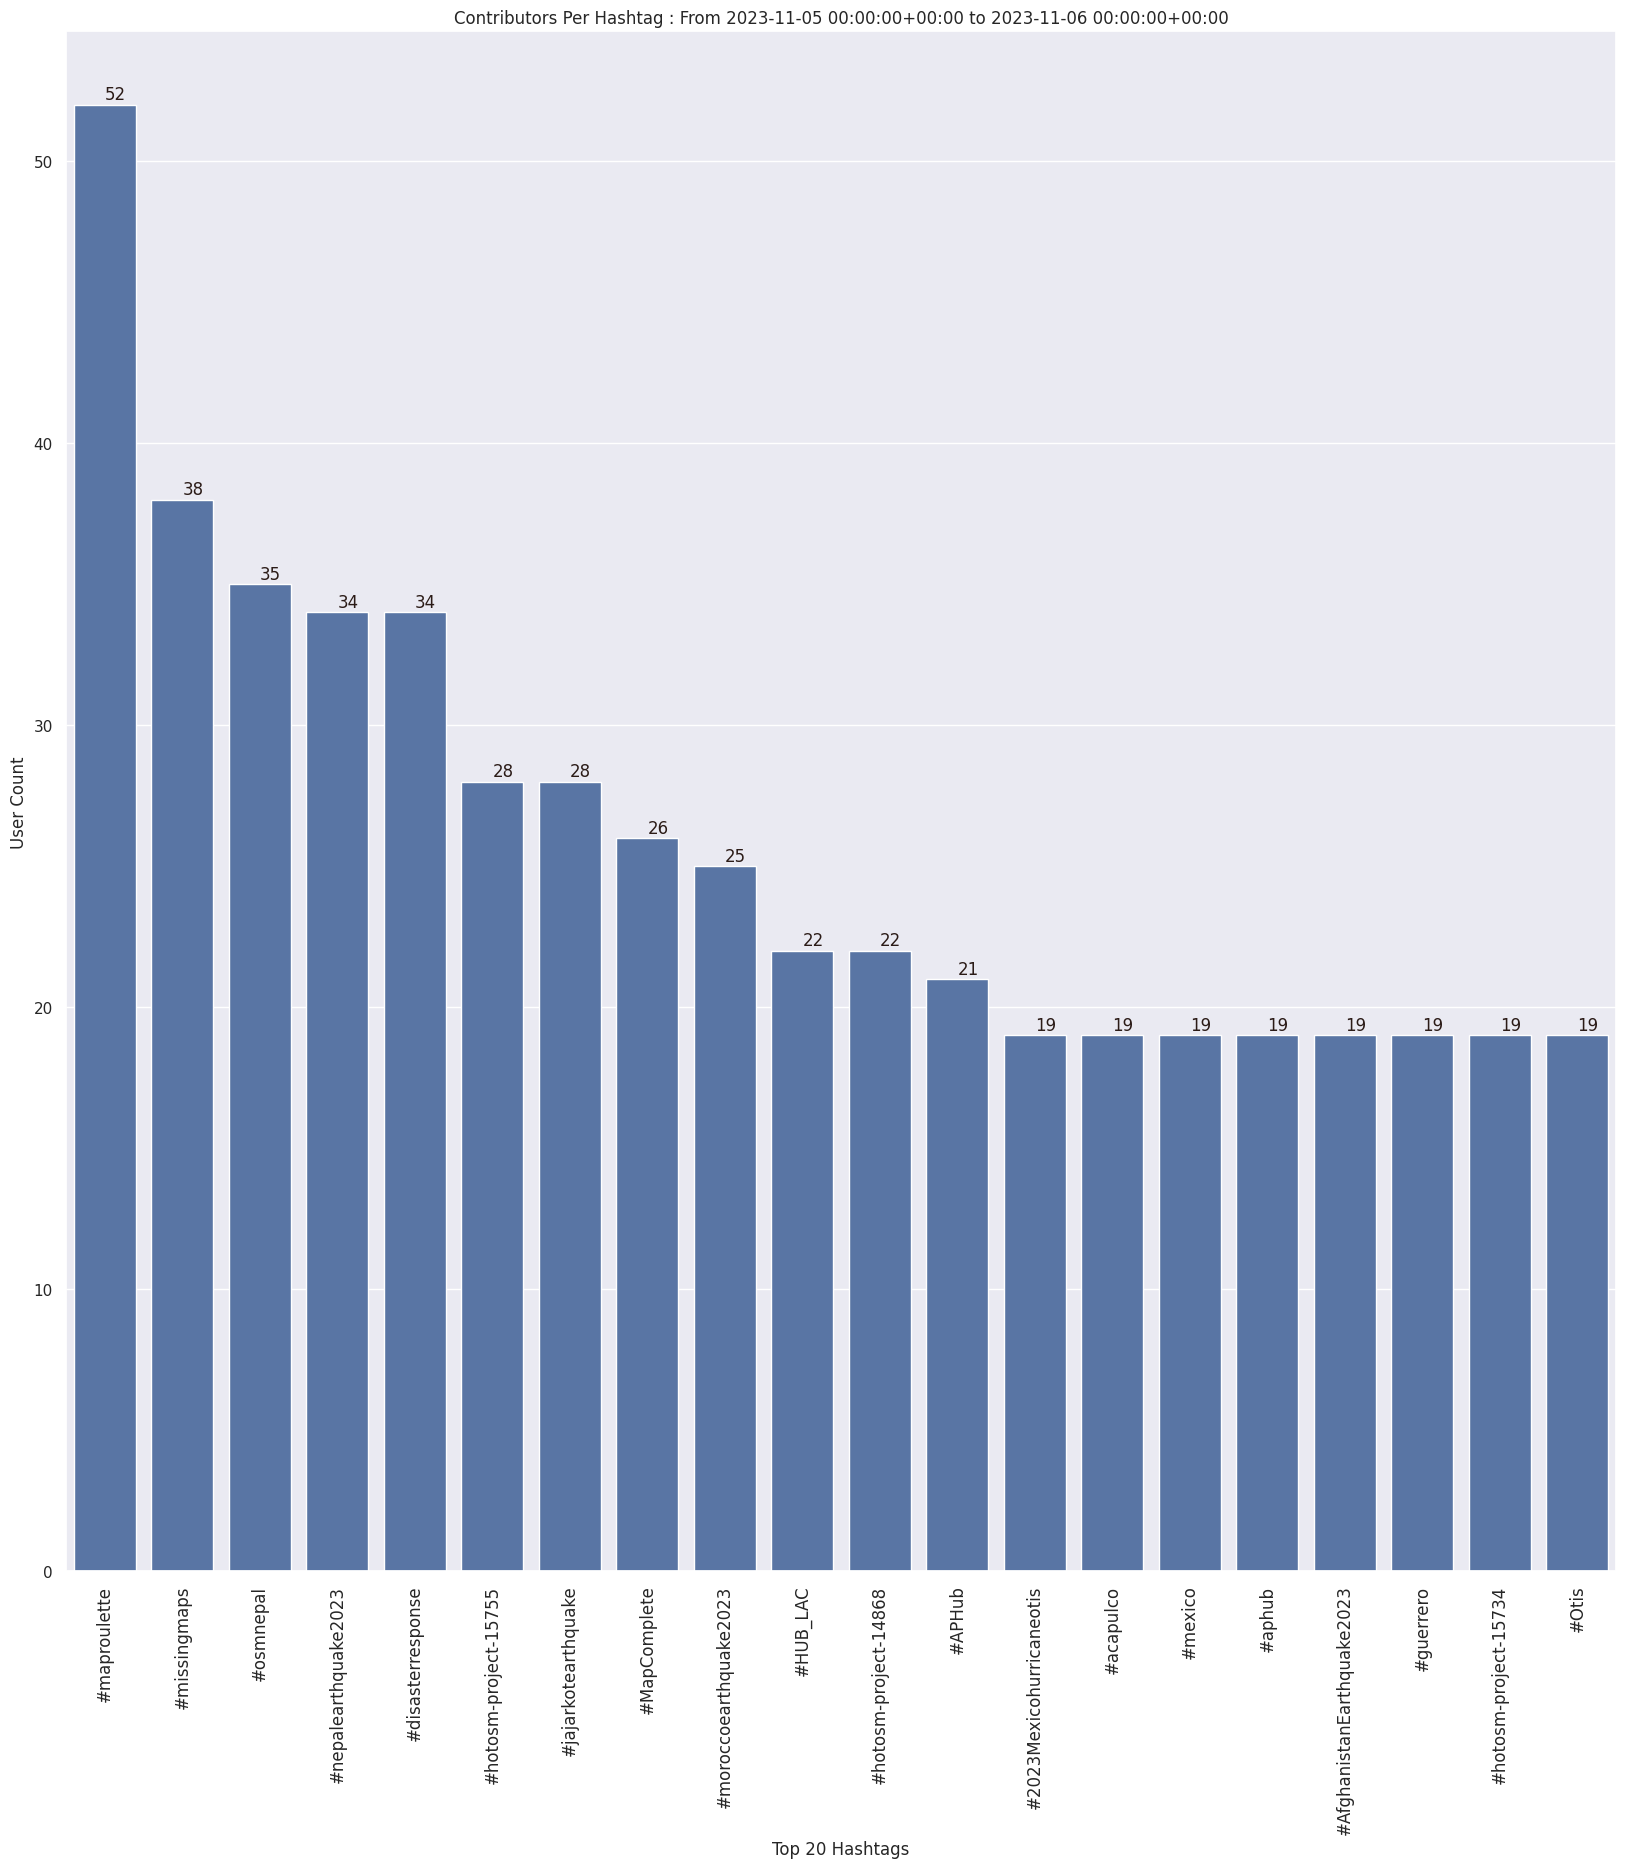 Contributors Per Hashtag : From 2023-11-05 00:00:00+00:00 to 2023-11-06 00:00:00+00:00
User Count
50
40
30
20
10
0
52
38
35
34
34
28
28
26
25
22
22
21
19
19
19
19
19
19
19
19
#maproulette
#missingmaps
#osmnepal
#nepalearthquake2023
#disasterresponse
#hotosm-project-15755
#jajarkotearthquake
#MapComplete
#moroccoearthquake2023
#HUB_LAC
#hotosm-project-14868
#APHub
#2023Mexicohurricaneotis
#acapulco
#mexico
#aphub
#AfghanistanEarthquake2023
#guerrero
#hotosm-project-15734
#Otis
Top 20 Hashtags